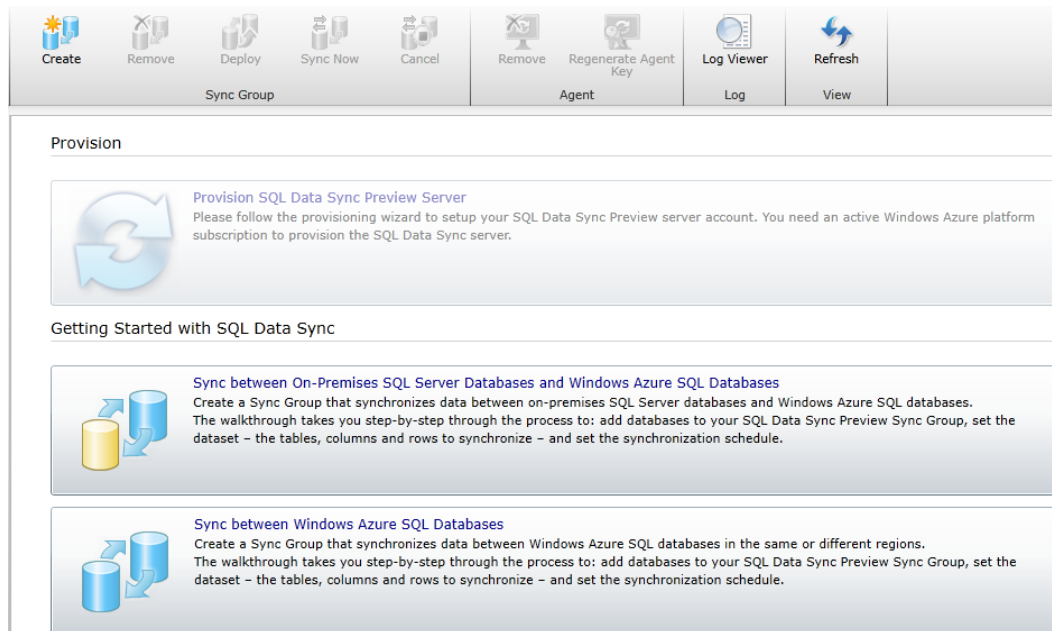 Create
Remove
Deploy
Sync Now
Cancel
Remove
Regenerate Agent
Key
Log Viewer
Refresh
Sync Group
Agent
Log
View
Provision
Provision SQL Data Sync Preview Server
Please follow the provisioning wizard to setup your SQL Data Sync Preview server account. You need an active Windows Azure platform
subscription to provision the SQL Data Sync server.
Getting Started with SQL Data Sync
Sync between On-Premises SQL Server Databases and Windows Azure SQL Databases
Create a Sync Group that synchronizes data between on-premises SQL Server databases and Windows Azure SQL databases.
The walkthrough takes you step-by-step through the process to: add databases to your SQL Data Sync Preview Sync Group, set the
dataset – the tables, columns and rows to synchronize – and set the synchronization schedule.
Sync between Windows Azure SQL Databases
Create a Sync Group that synchronizes data between Windows Azure SQL databases in the same or different regions.
The walkthrough takes you step-by-step through the process to: add databases to your SQL Data Sync Preview Sync Group, set the
dataset – the tables, columns and rows to synchronize – and set the synchronization schedule.